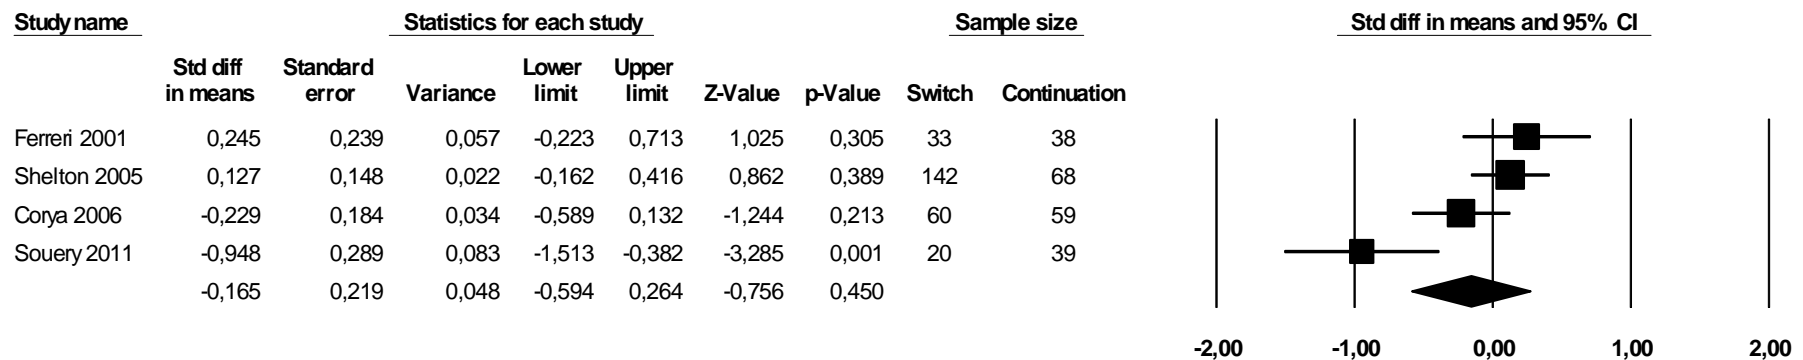 Study name Statistics for each study Sample size Std diff in means and 95% CI
Std diff Standard Lower Upper
in means error Variance limit limit Z-Value p-Value Switch Continuation
Ferreri 2001 0,245 0,239 0,057 -0,223 0,713 1,025 0,305 33 38
Shelton 2005 0,127 0,148 0,022 -0,162 0,416 0,862 0,389 142 68
Corya 2006 -0,229 0,184 0,034 -0,589 0,132 -1,244 0,213 60 59
Souery 2011 -0,948 0,289 0,083 -1,513 -0,382 -3,285 0,001 20 39
-0,165 0,219 0,048 -0,594 0,264 -0,756 0,450
-2,00 -1,00 0,00 1,00 2,00